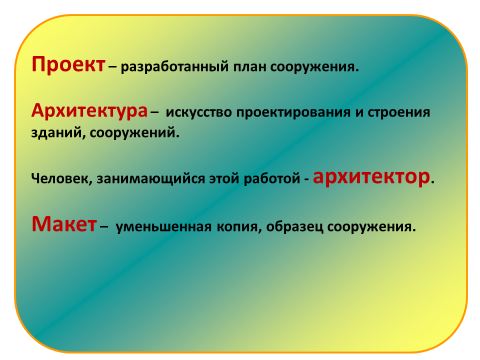 Проект – разработанный план сооружения.
Архитектура – искусство проектирования и строения
зданий, сооружений.
Человек, занимающийся этой работой - архитектор.
Макет – уменьшенная копия, образец сооружения.